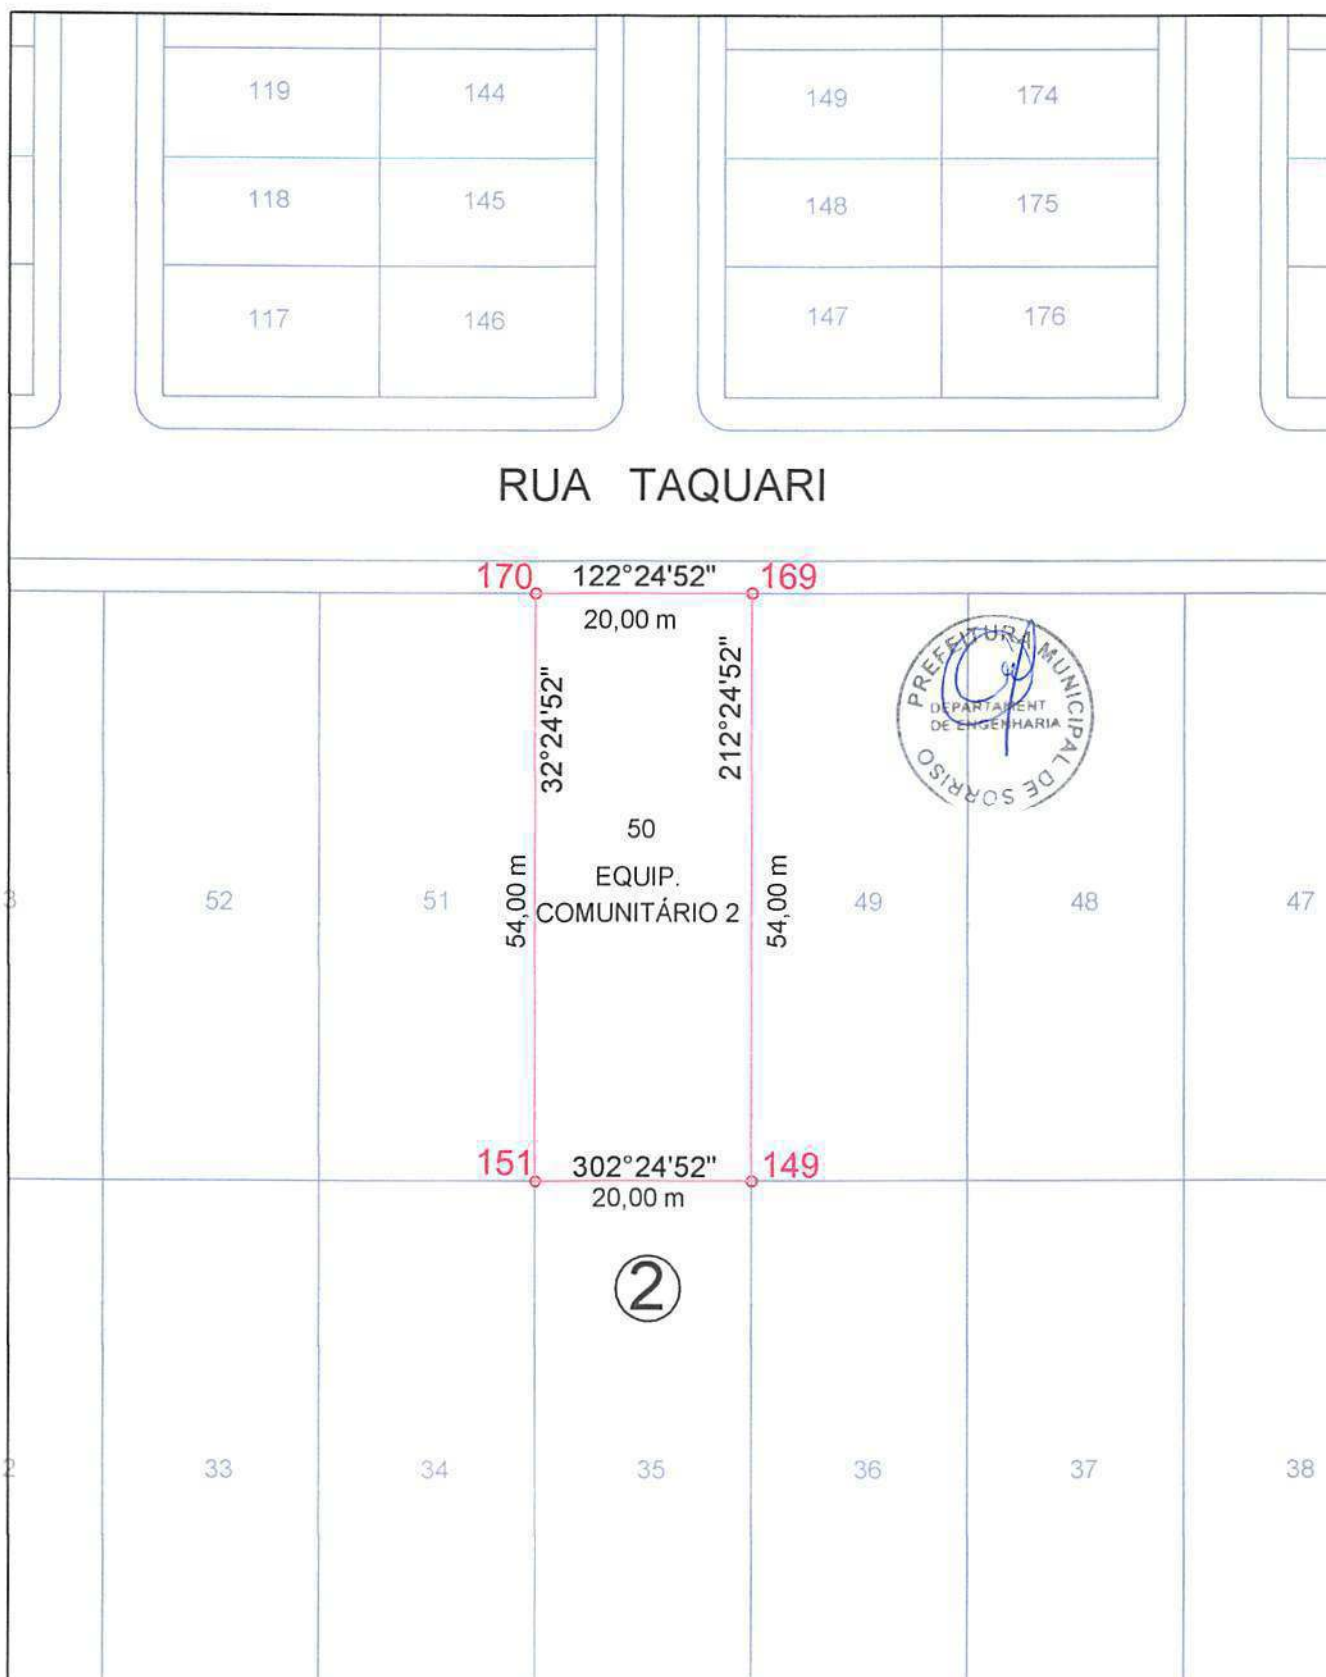 119 144 149 174
118 145 148 175
117 146 147 176
RUA TAQUARI
170 122°24'52" 169
20,00 m
32°24'52"
212°24'52"
PREFEITURA MUNICIPAL DE SORRISO
DEPARTAMENT
DE ENGENHARIA
50
EQUIP.
COMUNITÁRIO 2
54,00 m
54,00 m
3 52 51 49 48 47
151 302°24'52" 149
20,00 m
2
2 33 34 35 36 37 38